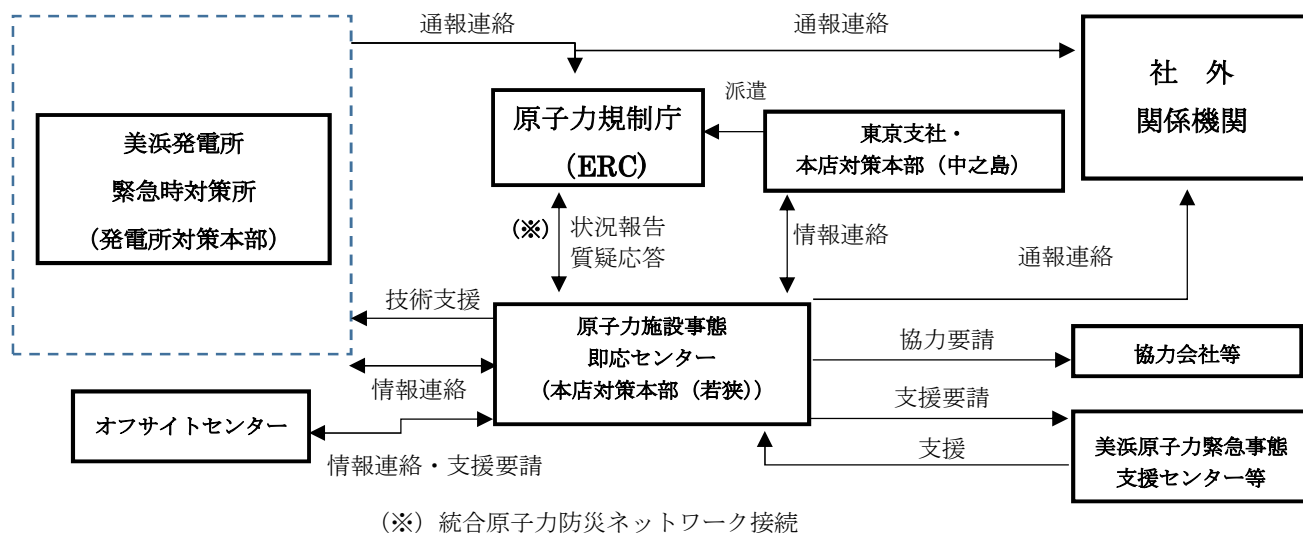 通報連絡
通報連絡
社 外
関係機関
美浜発電所
緊急時対策所
(発電所対策本部)
原子力規制庁
(ERC)
派遣
東京支社・
本店対策本部(中之島)
(※)
状況報告
質疑応答
情報連絡
通報連絡
技術支援
原子力施設事態
即応センター
(本店対策本部(若狭))
協力要請
協力会社等
情報連絡
オフサイトセンター
情報連絡・支援要請
支援要請
支援
美浜原子力緊急事態
支援センター等
(※)統合原子力防災ネットワーク接続